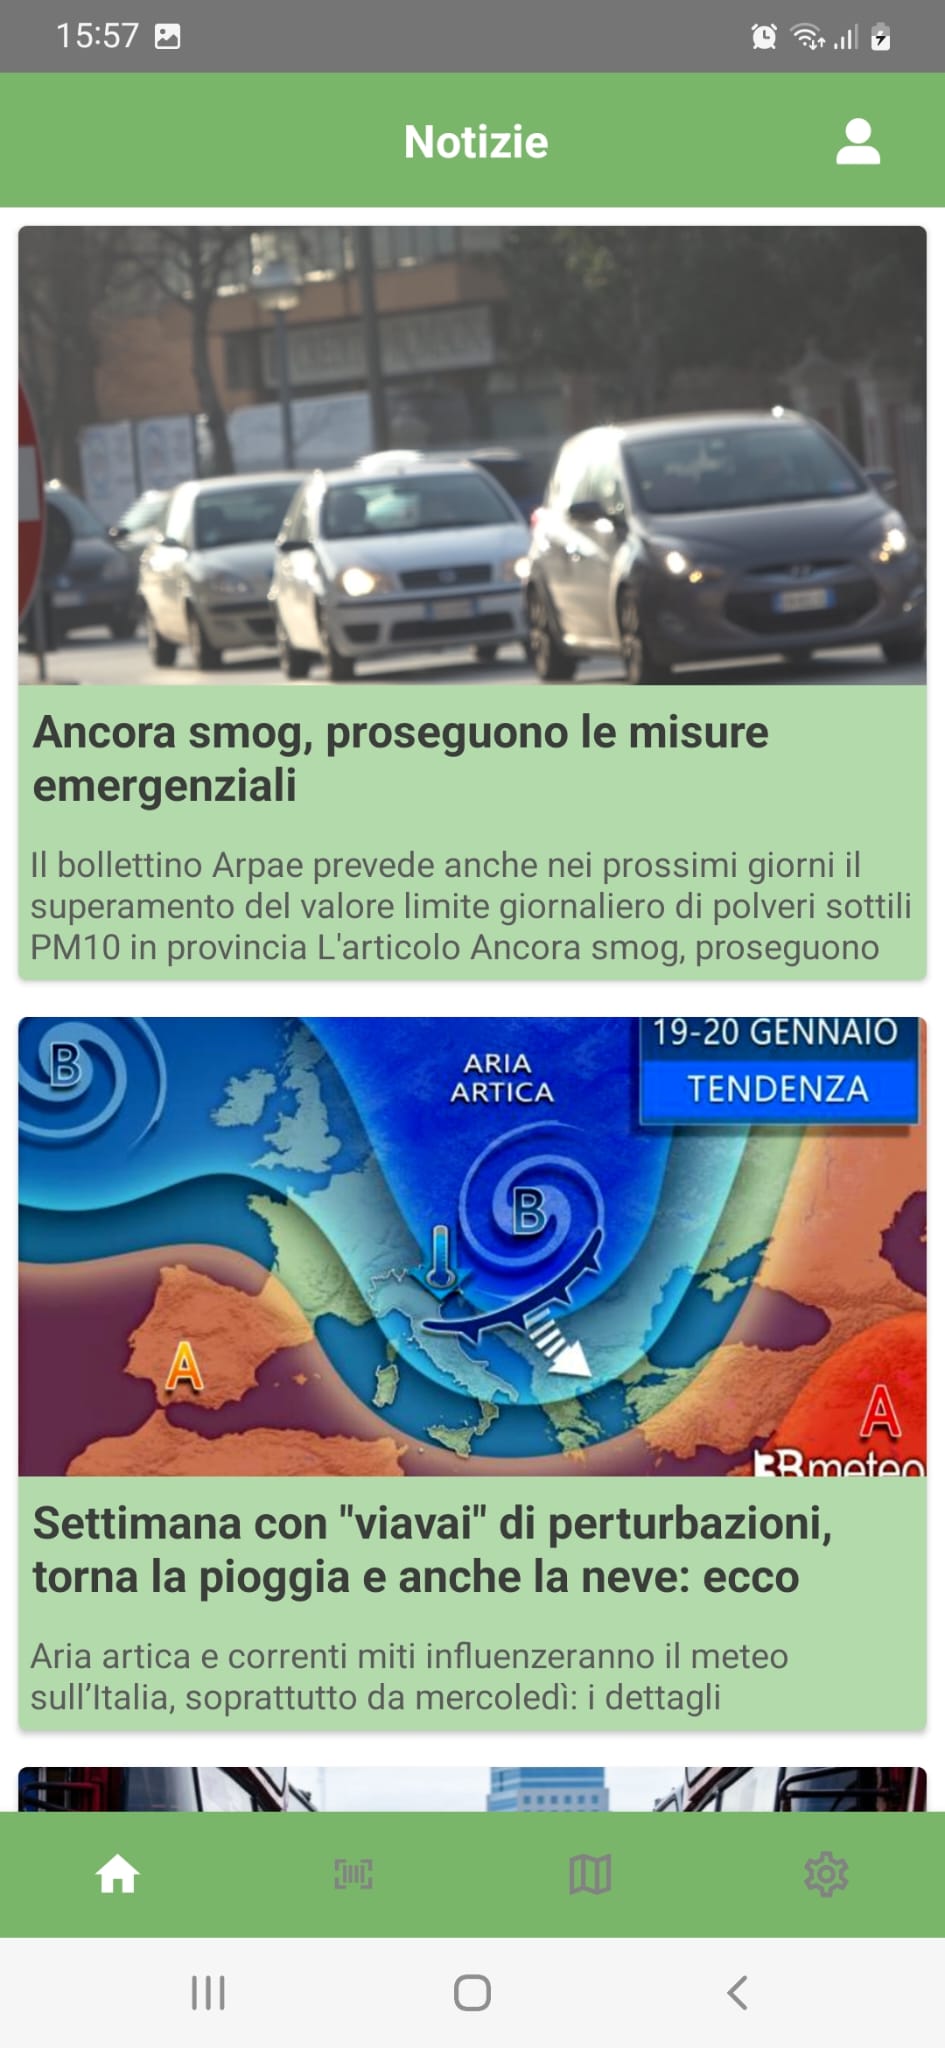 15:57
Notizie
Ancora smog, proseguono le misure
emergenziali
Il bollettino Arpae prevede anche nei prossimi giorni il
superamento del valore limite giornaliero di polveri sottili
PM10 in provincia L'articolo Ancora smog, proseguono
B
ARIA
ARTICA
19-20 GENNAIO
TENDENZA
B
A
A
3Bmeteo
Settimana con "viavai" di perturbazioni,
torna la pioggia e anche la neve: ecco
Aria artica e correnti miti influenzeranno il meteo
sull’Italia, soprattutto da mercoledì: i dettagli